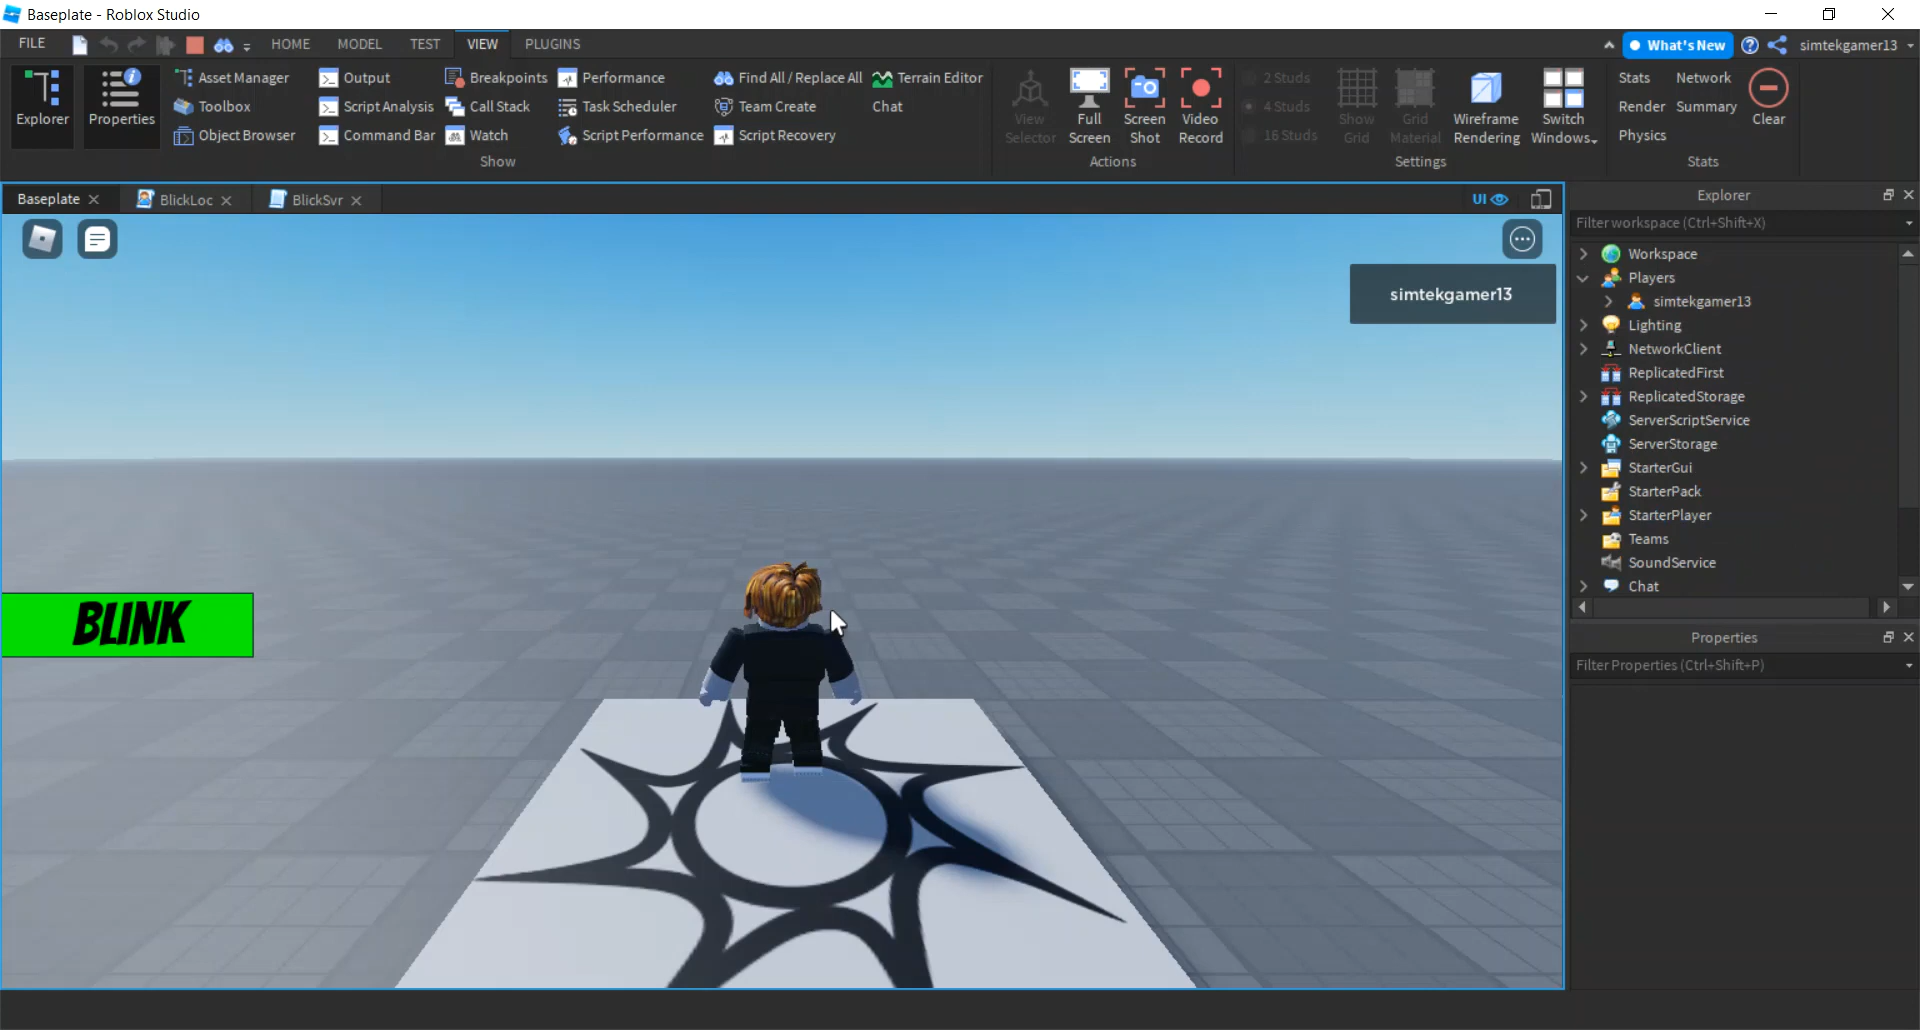 Baseplate - Roblox Studio
FILE HOME MODEL TEST VIEW PLUGINS What's New simtekgamer13
Explorer
Properties
Asset Manager
Toolbox
Object Browser
Output
Script Analysis
Command Bar
Breakpoints
Call Stack
Watch
Performance
Task Scheduler
Script Performance
Find All / Replace All
Team Create
Script Recovery
Terrain Editor
Chat
Show
View
Selector
Full
Screen
Screen
Shot
Video
Record
Actions
2 Studs
4 Studs
16 Studs
Show
Grid
Grid
Material
Wireframe
Rendering
Switch
Windows
Settings
Stats
Network
Render
Summary
Physics
Clear
Stats
Baseplate
BlickLoc
BlickSvr
UI
simtekgamer13
BLINK
Explorer
Filter workspace (Ctrl+Shift+X)
Workspace
Players
simtekgamer13
Lighting
NetworkClient
ReplicatedFirst
ReplicatedStorage
ServerScriptService
ServerStorage
StarterGui
StarterPack
StarterPlayer
Teams
SoundService
Chat
Properties
Filter Properties (Ctrl+Shift+P)